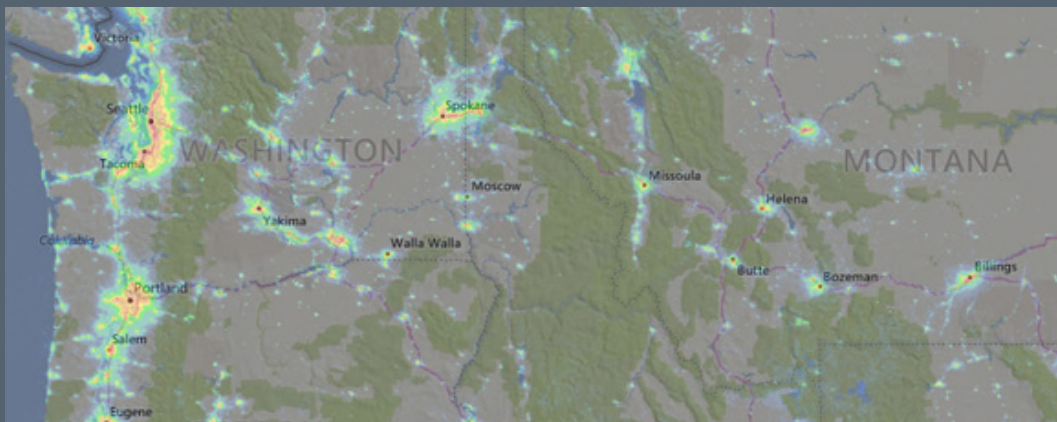 Victoria
Seattle
Spokane
WASHINGTON
MONTANA
Tacoma
Missoula
Moscow
Helena
Yakima
Columbia
Walla Walla
Butte
Billings
Bozeman
Portland
Salem
Eugene